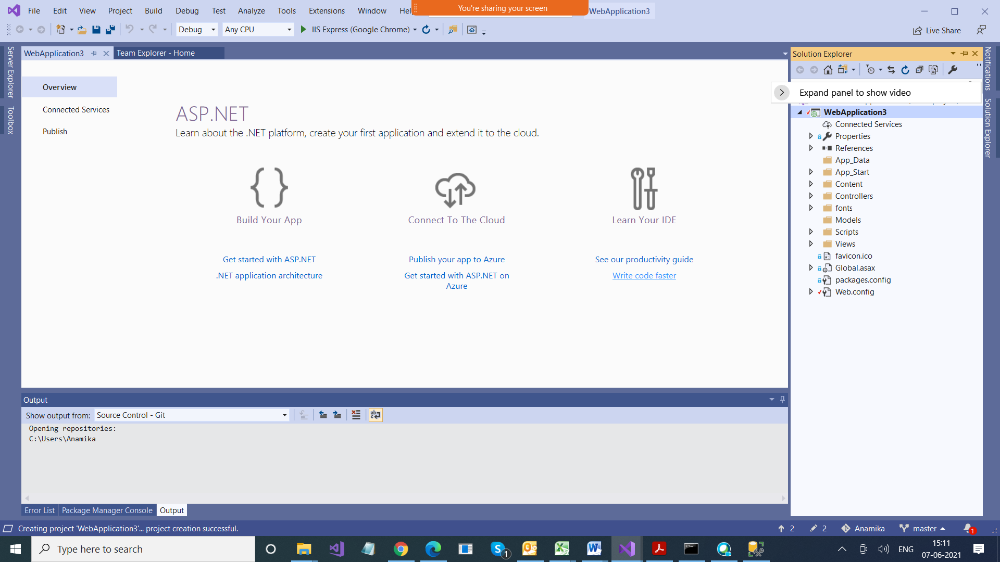 File Edit View Project Build Debug Test Analyze Tools Extensions Window Hel
You're sharing your screen
WebApplication3
Debug Any CPU IIS Express (Google Chrome) Live Share
Server Explorer
Toolbox
WebApplication3 Team Explorer - Home
Overview
Connected Services
Publish
ASP.NET
Learn about the .NET platform, create your first application and extend it to the cloud.
Build Your App
Get started with ASP.NET
.NET application architecture
Connect To The Cloud
Publish your app to Azure
Get started with ASP.NET on
Azure
Learn Your IDE
See our productivity guide
Write code faster
Solution Explorer
Expand panel to show video
WebApplication3
Connected Services
Properties
References
App_Data
App_Start
Content
Controllers
fonts
Models
Scripts
Views
favicon.ico
Global.asax
packages.config
Web.config
Notifications
Solution Explorer
Output
Show output from: Source Control - Git
Opening repositories:
C:\Users\Anamika
Error List Package Manager Console Output
Creating project 'WebApplication3'... project creation successful.
2 2 Anamika master 1
Type here to search
1
ENG
15:11
07-06-2021